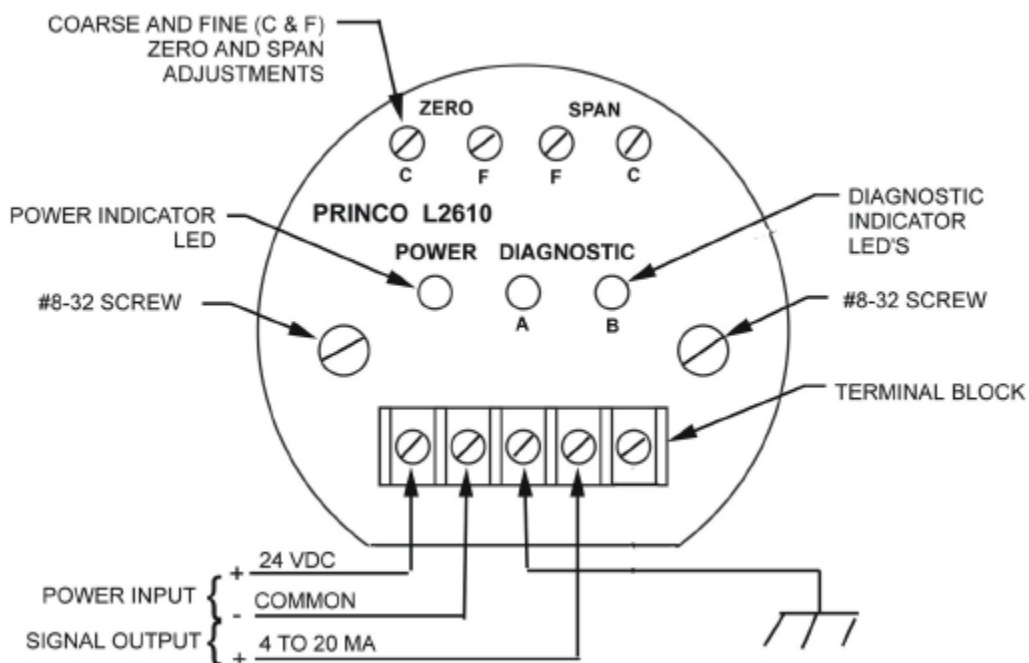 COARSE AND FINE (C & F)
ZERO AND SPAN
ADJUSTMENTS
ZERO SPAN
C F F C
PRINCO L2610
POWER INDICATOR
LED
DIAGNOSTIC
INDICATOR
LED'S
POWER DIAGNOSTIC
A B
#8-32 SCREW
#8-32 SCREW
TERMINAL BLOCK
POWER INPUT
+ 24 VDC
- COMMON
SIGNAL OUTPUT
+ 4 TO 20 MA